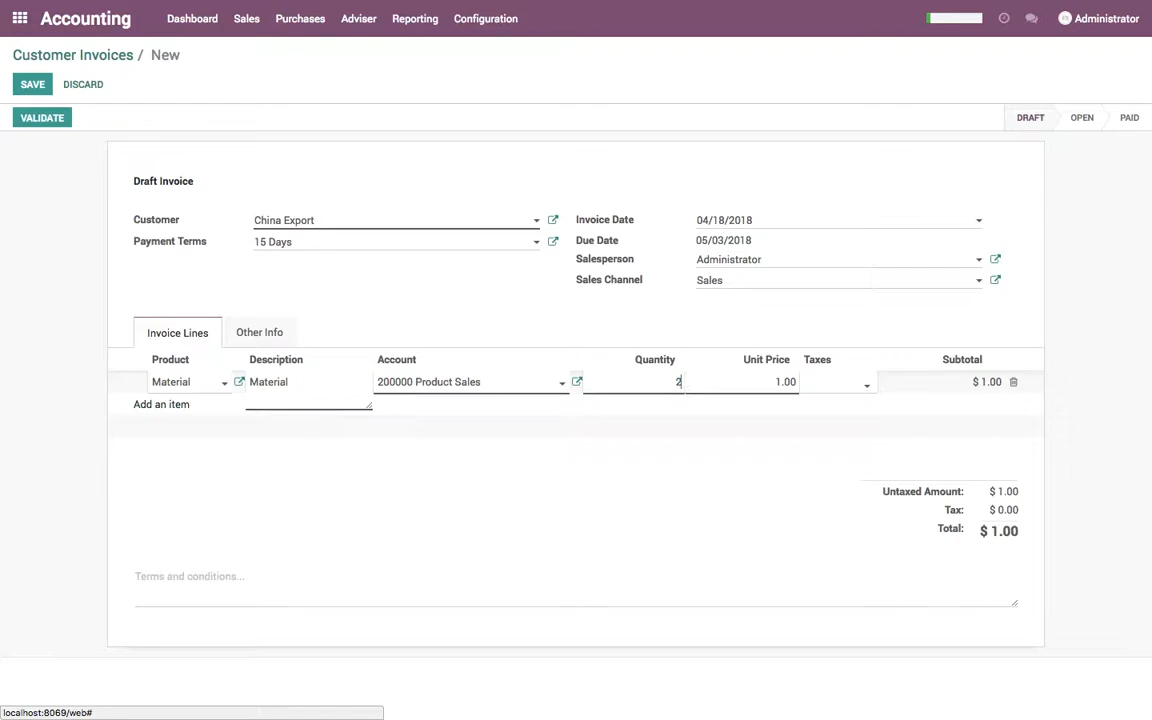 Accounting Dashboard Sales Purchases Adviser Reporting Configuration Administrator
Customer Invoices / New
SAVE DISCARD
VALIDATE DRAFT OPEN PAID
Draft Invoice
Customer China Export Invoice Date 04/18/2018
Payment Terms 15 Days Due Date 05/03/2018
Salesperson Administrator
Sales Channel Sales
Invoice Lines Other Info
Product Description Account Quantity Unit Price Taxes Subtotal
Material Material 200000 Product Sales 2 1.00 $ 1.00
Add an item
Untaxed Amount: $ 1.00
Tax: $ 0.00
Total: $ 1.00
Terms and conditions...
localhost:8069/web#